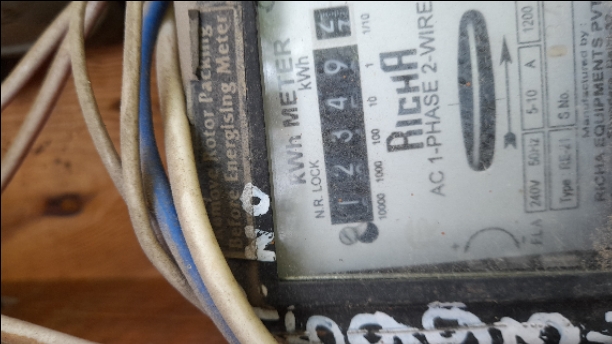 Remove Rotor Packing
Before Energising Meter
kWh METER
N.R. LOCK kWh
1 2 3 4 9
10000 1000 100 10 1 1/10
RICHA
AC 1-PHASE 2-WIRE
240V 50Hz 5-10 A 1200
Type S No.
Manufactured by :
RICHA EQUIPMENTS PVT